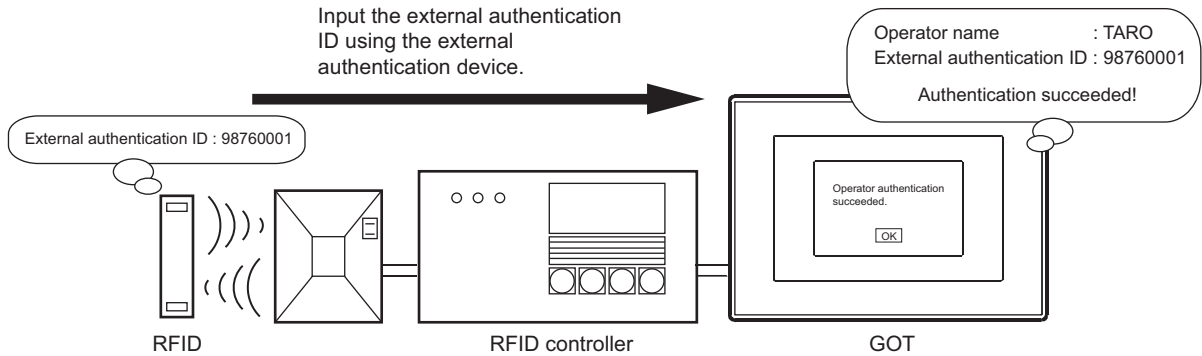 Input the external authentication
ID using the external
authentication device.
Operator name : TARO
External authentication ID : 98760001
Authentication succeeded!
External authentication ID : 98760001
Operator authentication
succeeded.
OK
RFID
RFID controller
GOT